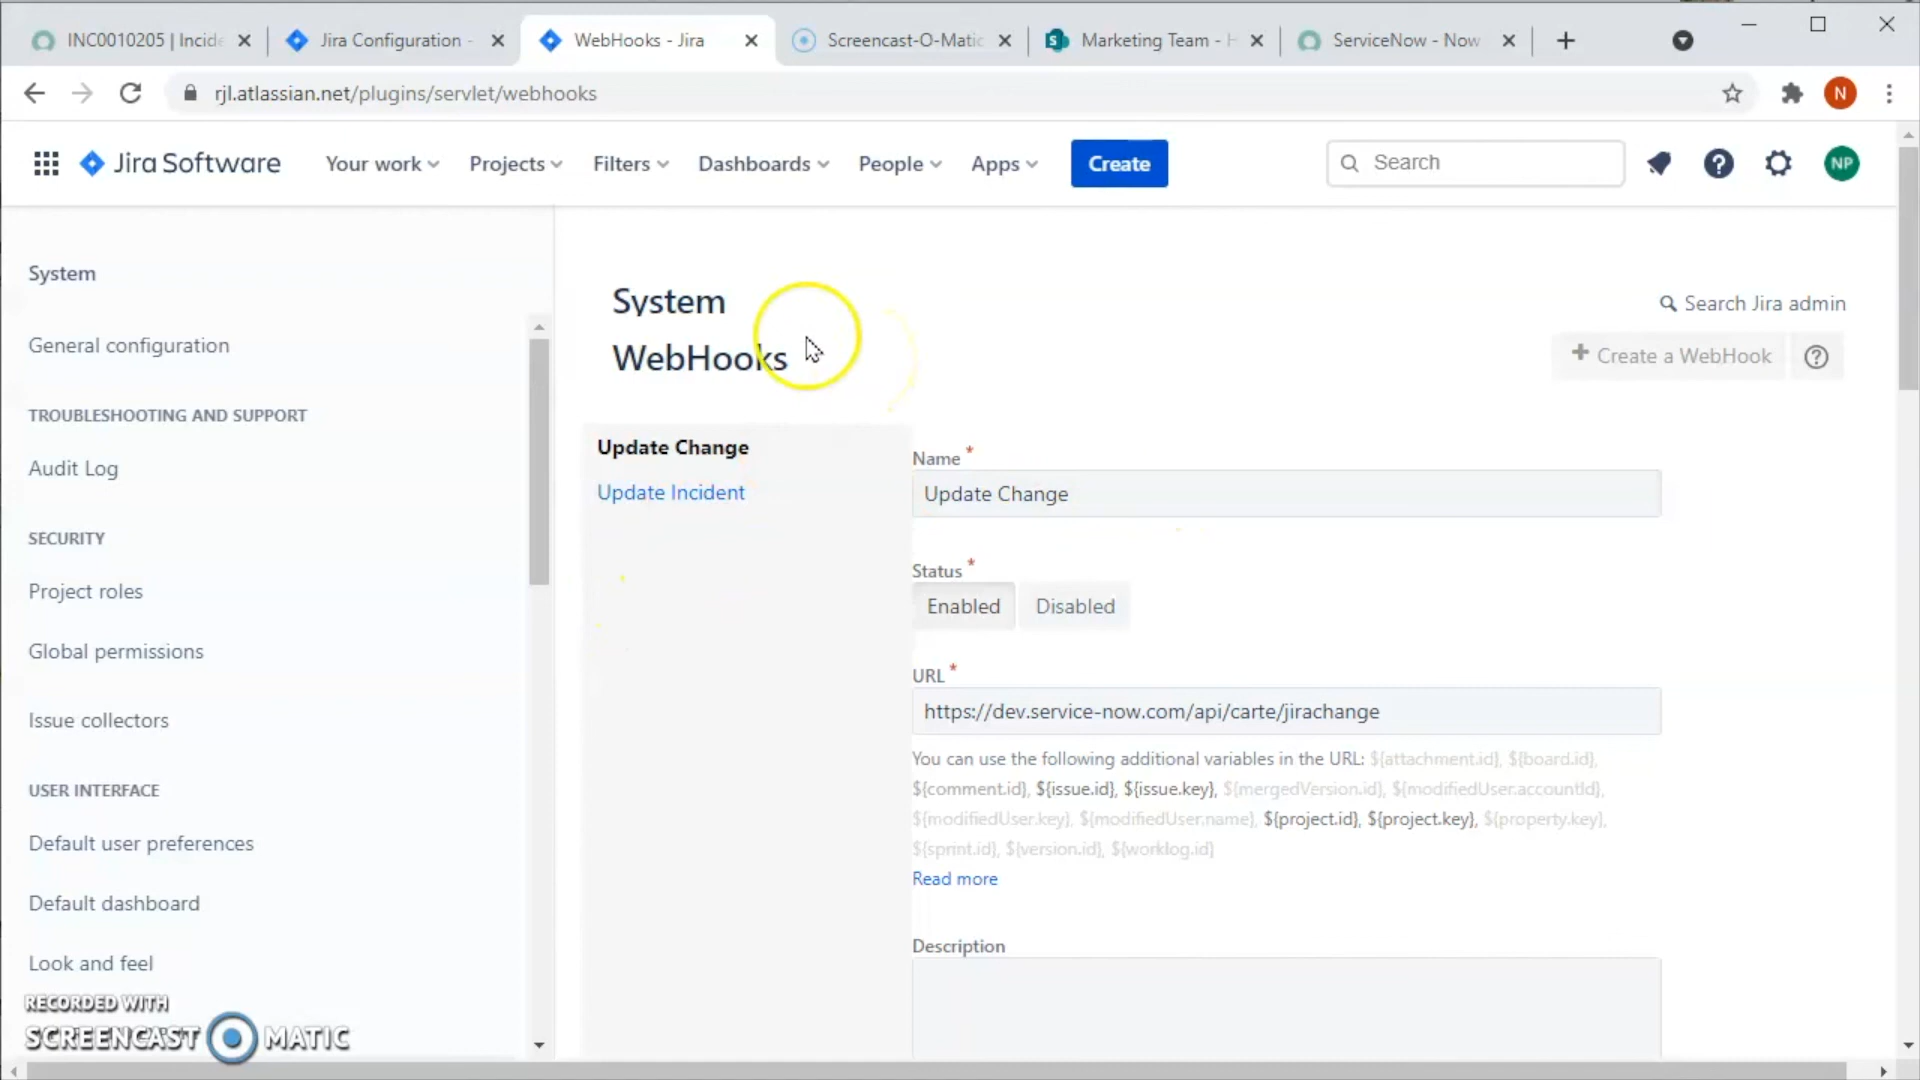 INC0010205 | Incide
Jira Configuration -
WebHooks - Jira
Screencast-O-Matic
Marketing Team - H
ServiceNow - Now
rjl.atlassian.net/plugins/servlet/webhooks
N
Jira Software
Your work
Projects
Filters
Dashboards
People
Apps
Create
Search
NP
System
General configuration
TROUBLESHOOTING AND SUPPORT
Audit Log
SECURITY
Project roles
Global permissions
Issue collectors
USER INTERFACE
Default user preferences
Default dashboard
Look and feel
System
WebHooks
Search Jira admin
+ Create a WebHook
Update Change
Update Incident
Name *
Update Change
Status *
Enabled Disabled
URL *
https://dev.service-now.com/api/carte/jirachange
You can use the following additional variables in the URL: ${attachment.id}, ${board.id},
${comment.id}, ${issue.id}, ${issue.key}, ${mergedVersion.id}, ${modifiedUser.accountId},
${modifiedUser.key}, ${modifiedUser.name}, ${project.id}, ${project.key}, ${property.key},
${sprint.id}, ${version.id}, ${worklog.id}
Read more
Description
RECORDED WITH
SCREENCAST MATIC